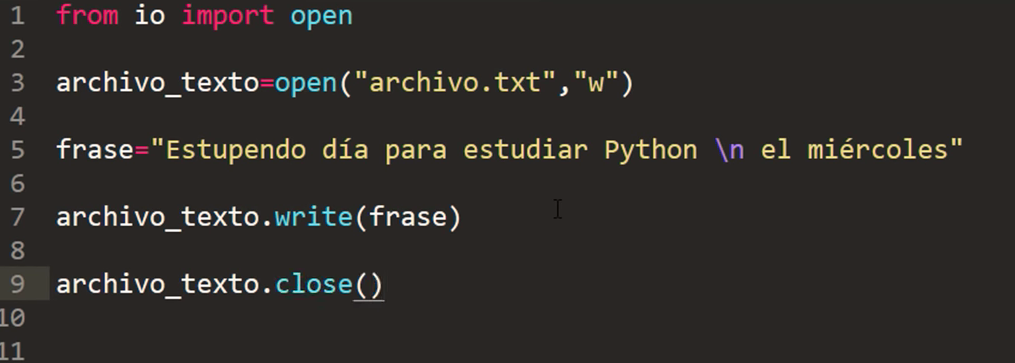 1 from io import open
2
3 archivo_texto=open("archivo.txt","w")
4
5 frase="Estupendo día para estudiar Python \n el miércoles"
6
7 archivo_texto.write(frase)
8
9 archivo_texto.close()
10
11